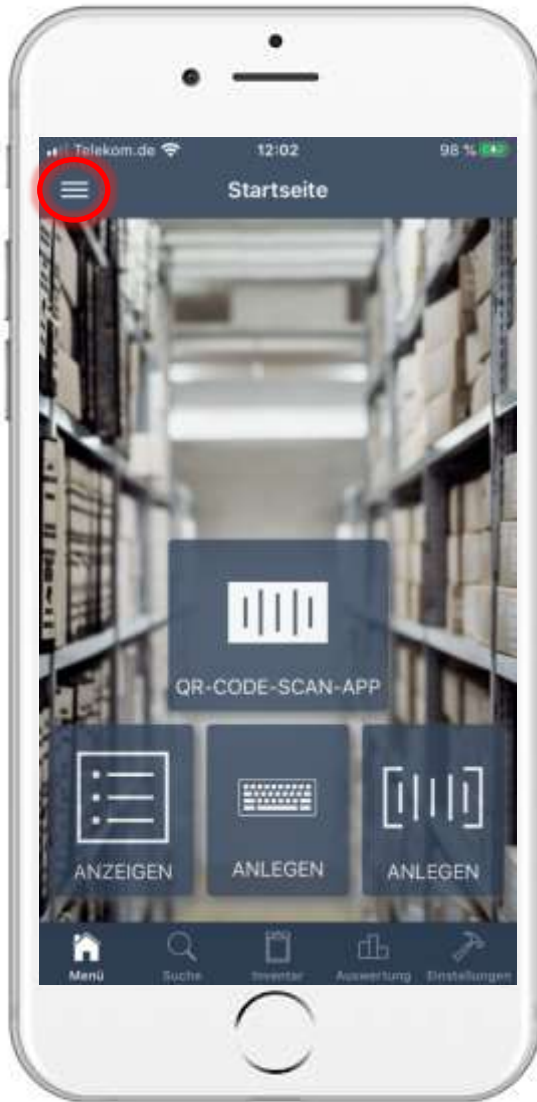 Telekom.de 12:02 98 %
Startseite
QR-CODE-SCAN-APP
ANZEIGEN ANLEGEN ANLEGEN
Menü Suche Inventar Auswertung Einstellungen